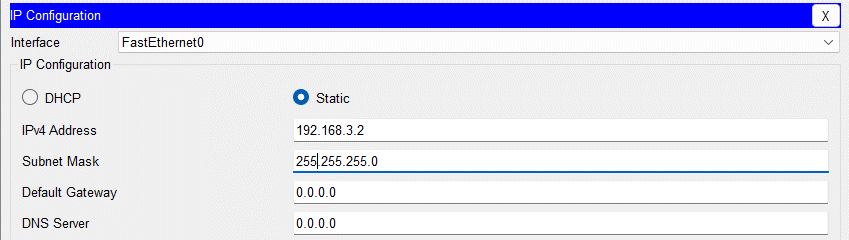 IP Configuration X
Interface FastEthernet0
IP Configuration
DHCP Static
IPv4 Address 192.168.3.2
Subnet Mask 255.255.255.0
Default Gateway 0.0.0.0
DNS Server 0.0.0.0